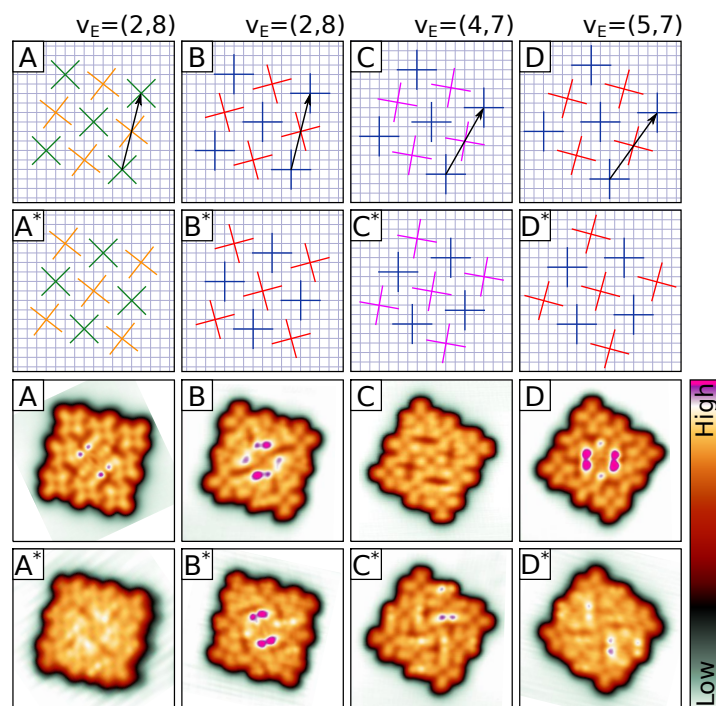 v_E=(2,8) v_E=(2,8) v_E=(4,7) v_E=(5,7)
A B C D
A* B* C* D*
A B C D
High
A* B* C* D*
Low